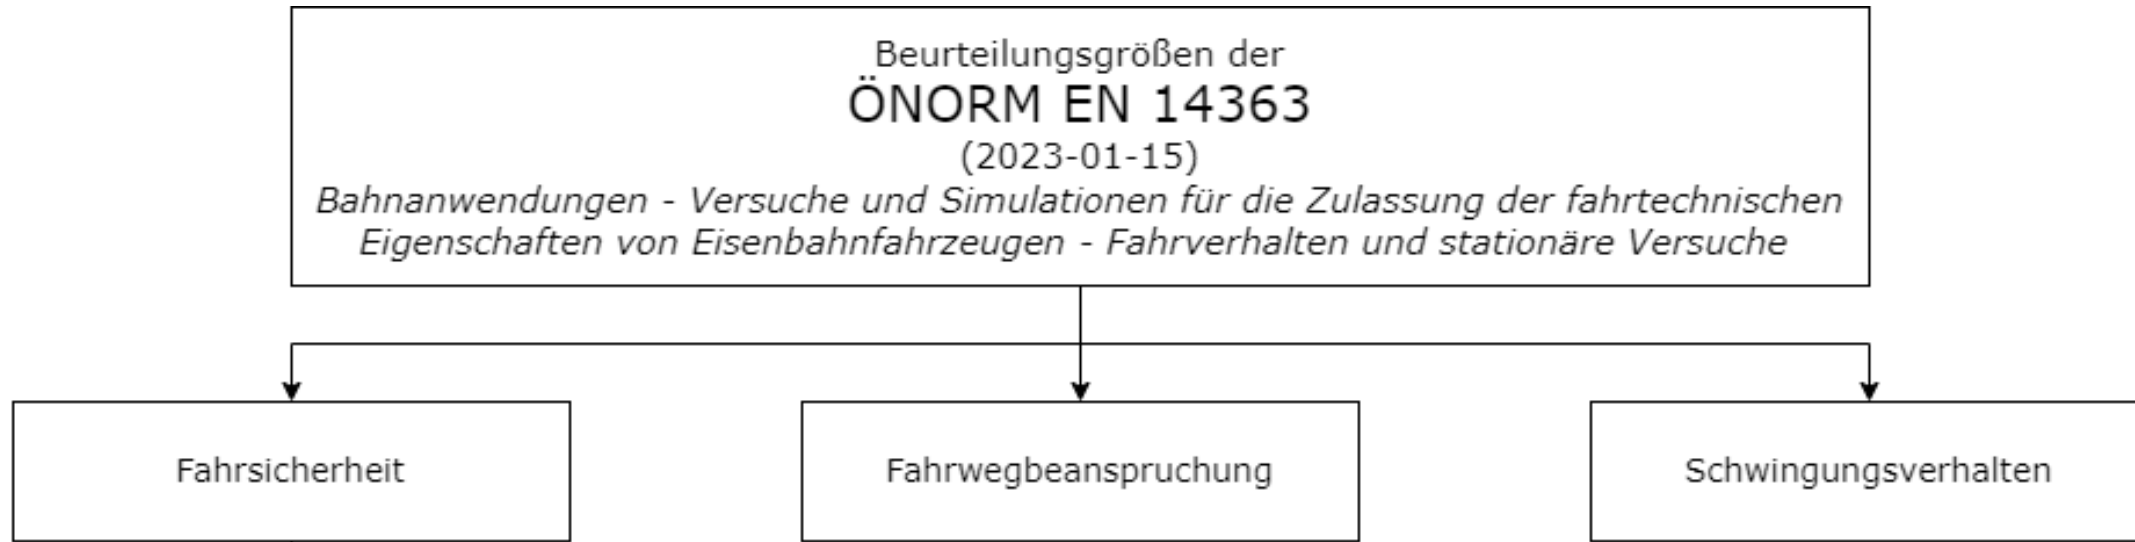 Beurteilungsgrößen der
ÖNORM EN 14363
(2023-01-15)
Bahnanwendungen - Versuche und Simulationen für die Zulassung der fahrtechnischen
Eigenschaften von Eisenbahnfahrzeugen - Fahrverhalten und stationäre Versuche
Fahrsicherheit
Fahrwegbeanspruchung
Schwingungsverhalten